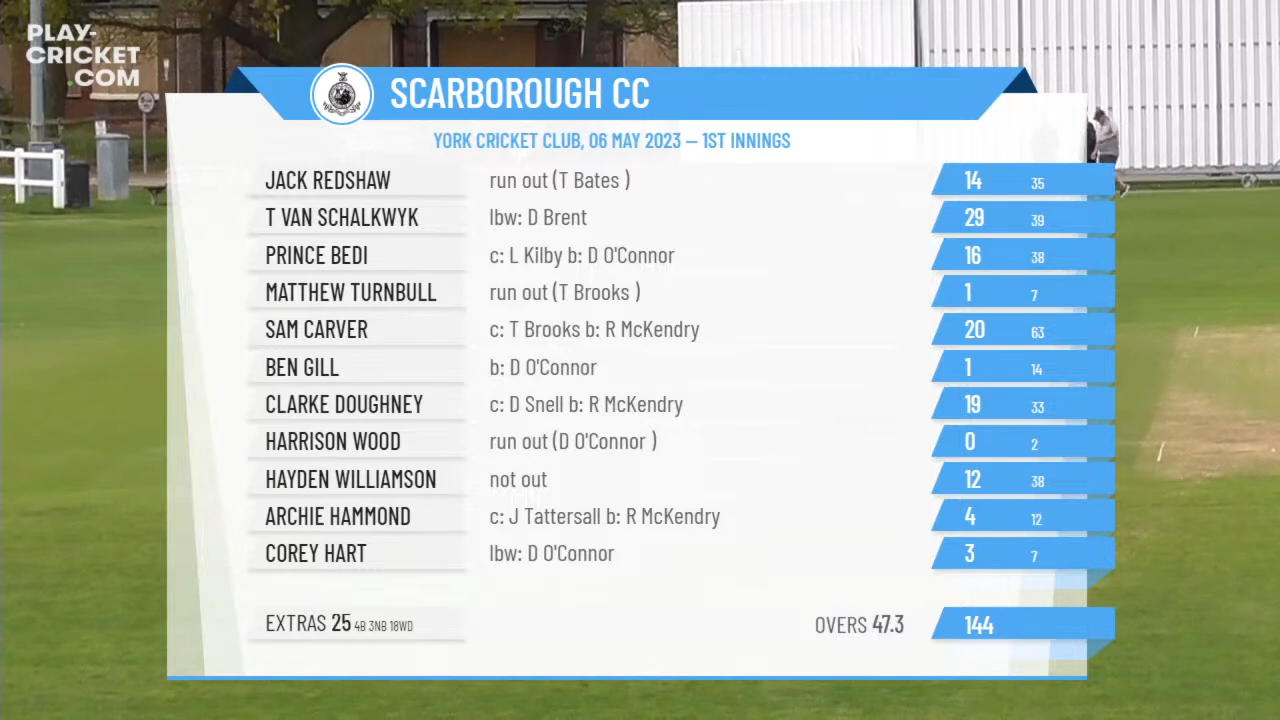 PLAY-
CRICKET
.COM
SCARBOROUGH CC
YORK CRICKET CLUB, 06 MAY 2023 – 1ST INNINGS
JACK REDSHAW run out (T Bates ) 14 35
T VAN SCHALKWYK lbw: D Brent 29 39
PRINCE BEDI c: L Kilby b: D O'Connor 16 38
MATTHEW TURNBULL run out (T Brooks ) 1 7
SAM CARVER c: T Brooks b: R McKendry 20 63
BEN GILL b: D O'Connor 1 14
CLARKE DOUGHNEY c: D Snell b: R McKendry 19 33
HARRISON WOOD run out (D O'Connor ) 0 2
HAYDEN WILLIAMSON not out 12 38
ARCHIE HAMMOND c: J Tattersall b: R McKendry 4 12
COREY HART lbw: D O'Connor 3 7
EXTRAS 25 4B 3NB 18WD OVERS 47.3 144